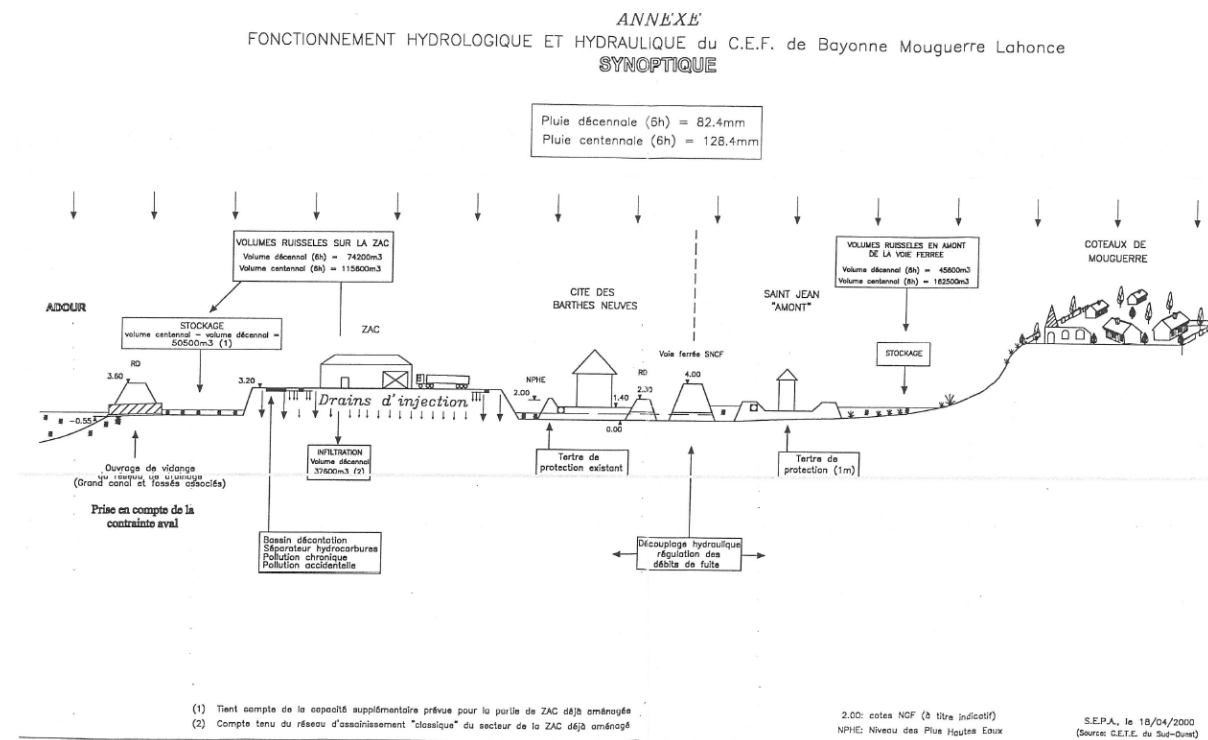 ANNEXE
FONCTIONNEMENT HYDROLOGIQUE ET HYDRAULIQUE du C.E.F. de Bayonne Mouguerre Lahonce
SYNOPTIQUE
Pluie décennale (6h) = 82.4mm
Pluie centennale (6h) = 128.4mm
VOLUMES RUISSELES SUR LA ZAC
Volume décennal (6h) = 74200m3
Volume centennal (6h) = 115600m3
VOLUMES RUISSELES EN AMONT
DE LA VOIE FERREE
Volume décennal (6h) = 45600m3
Volume centennal (6h) = 162500m3
COTEAUX DE
MOUGUERRE
ADOUR
STOCKAGE
volume centennal - volume décennal =
50500m3 (1)
ZAC
CITE DES
BARTHES NEUVES
SAINT JEAN
"AMONT"
Voie ferrée SNCF
STOCKAGE
RD
3.60
3.20
NPHE
2.00
1.40
RD
2.30
4.00
0.00
-0.55
Drains d'injection
INFILTRATION
Volume décennal
37600m3 (2)
Ouvrage de vidange
du réseau de drainage
(Grand canal et fossés associés)
Prise en compte de la
contrainte aval
Tertre de
protection existant
Tertre de
protection (1m)
Bassin décantation
Séparateur hydrocarbures
Pollution chronique
Pollution accidentelle
Découplage hydraulique
régulation des
débits de fuite
(1) Tient compte de la capacité supplémentaire prévue pour la partie de ZAC déjà aménagée
(2) Compte tenu du réseau d'assainissement "classique" du secteur de la ZAC déjà aménagé
2.00: cotes NGF (à titre indicatif)
NPHE: Niveau des Plus Hautes Eaux
S.E.P.A., le 18/04/2000
(Source: C.E.T.E. du Sud-Ouest)